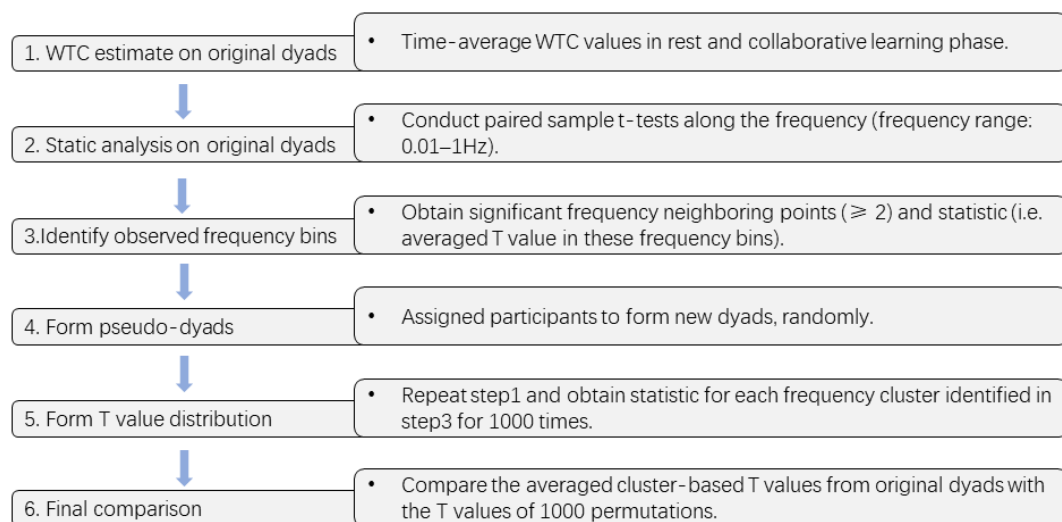 1. WTC estimate on original dyads
• Time-average WTC values in rest and collaborative learning phase.
2. Static analysis on original dyads
• Conduct paired sample t-tests along the frequency (frequency range:
0.01–1Hz).
3.Identify observed frequency bins
• Obtain significant frequency neighboring points (≥ 2) and statistic (i.e.
averaged T value in these frequency bins).
4. Form pseudo-dyads
• Assigned participants to form new dyads, randomly.
5. Form T value distribution
• Repeat step1 and obtain statistic for each frequency cluster identified in
step3 for 1000 times.
6. Final comparison
• Compare the averaged cluster-based T values from original dyads with
the T values of 1000 permutations.